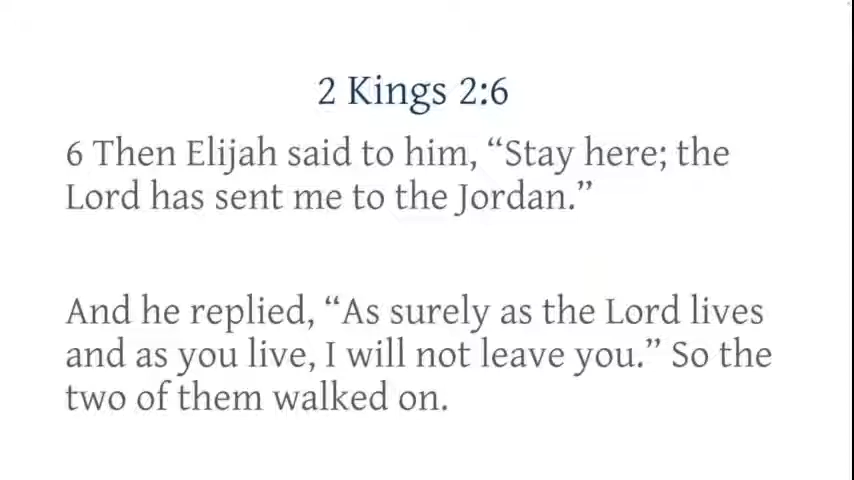 2 Kings 2:6
6 Then Elijah said to him, “Stay here; the
Lord has sent me to the Jordan.”
And he replied, “As surely as the Lord lives
and as you live, I will not leave you.” So the
two of them walked on.